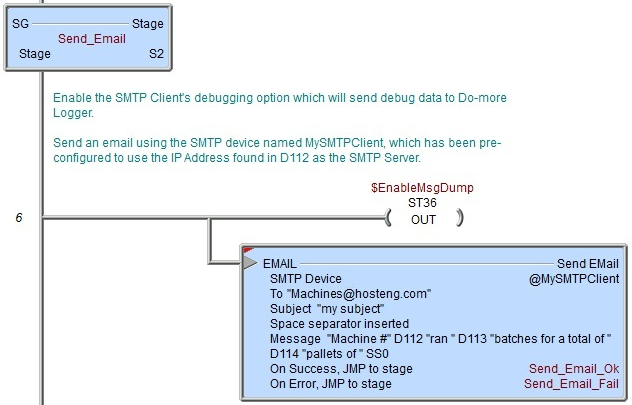 SG Stage
Send_Email
Stage S2
Enable the SMTP Client's debugging option which will send debug data to Do-more
Logger.
Send an email using the SMTP device named MySMTPClient, which has been pre-
configured to use the IP Address found in D112 as the SMTP Server.
$EnableMsgDump
ST36
6
OUT
EMAIL Send EMail
SMTP Device @MySMTPClient
To "Machines@hosteng.com"
Subject "my subject"
Space separator inserted
Message "Machine #" D112 "ran " D113 "batches for a total of "
D114 "pallets of " SS0
On Success, JMP to stage Send_Email_Ok
On Error, JMP to stage Send_Email_Fail